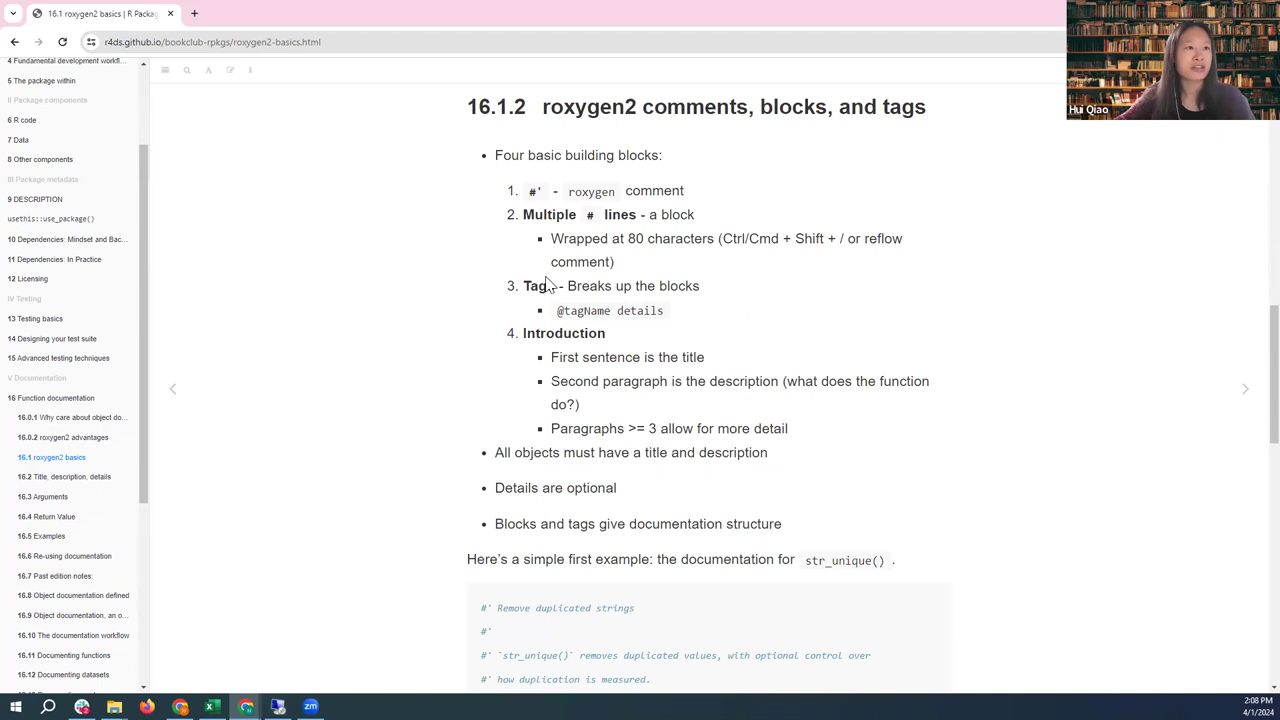 16.1 roxygen2 basics | R Packag
r4ds.github.io/bookclub-rpkgs/roxygen2-basics.html
Hui Qiao
4 Fundamental development workfl...
5 The package within
II Package components
6 R code
7 Data
8 Other components
III Package metadata
9 DESCRIPTION
usethis::use_package()
10 Dependencies: Mindset and Bac...
11 Dependencies: In Practice
12 Licensing
IV Testing
13 Testing basics
14 Designing your test suite
15 Advanced testing techniques
V Documentation
16 Function documentation
16.0.1 Why care about object do...
16.0.2 roxygen2 advantages
16.1 roxygen2 basics
16.2 Title, description, details
16.3 Arguments
16.4 Return Value
16.5 Examples
16.6 Re-using documentation
16.7 Past edition notes:
16.8 Object documentation defined
16.9 Object documentation, an o...
16.10 The documentation workflow
16.11 Documenting functions
16.12 Documenting datasets
16.1.2 roxygen2 comments, blocks, and tags
• Four basic building blocks:
1. #' - roxygen comment
2. Multiple # lines - a block
▪ Wrapped at 80 characters (Ctrl/Cmd + Shift + / or reflow
comment)
3. Tag - Breaks up the blocks
▪ @tagName details
4. Introduction
▪ First sentence is the title
▪ Second paragraph is the description (what does the function
do?)
▪ Paragraphs >= 3 allow for more detail
• All objects must have a title and description
• Details are optional
• Blocks and tags give documentation structure
Here's a simple first example: the documentation for str_unique() .
#' Remove duplicated strings
#'
#' `str_unique()` removes duplicated values, with optional control over
#' how duplication is measured.
2:08 PM
4/1/2024